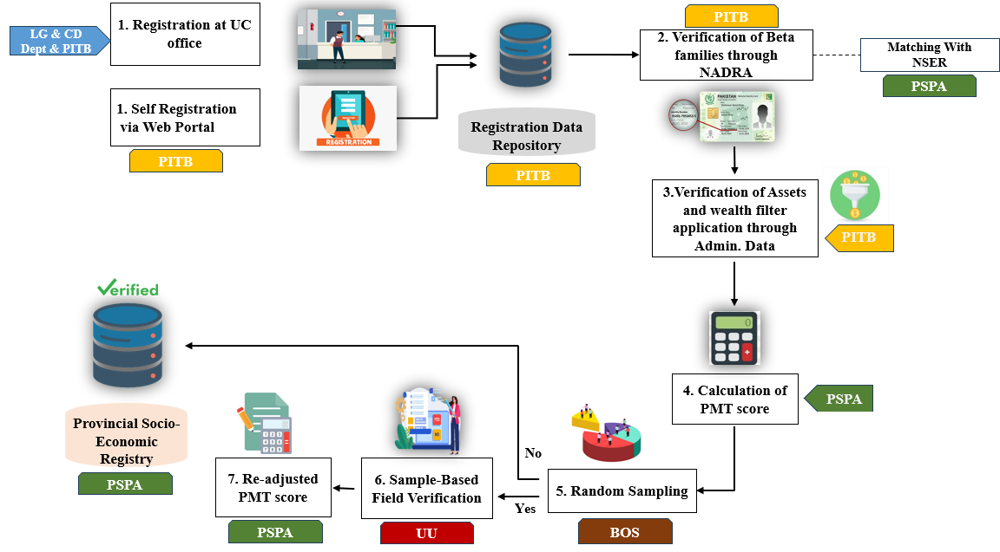 LG & CD
Dept & PITB
1. Registration at UC
office
1. Self Registration
via Web Portal
PITB
REGISTRATION
Registration Data
Repository
PITB
PITB
2. Verification of Beta
families through
NADRA
Matching With
NSER
PSPA
PAKISTAN
3.Verification of Assets
and wealth filter
application through
Admin. Data
PITB
0
4. Calculation of
PMT score
PSPA
5. Random Sampling
BOS
No
Yes
YES
NO
6. Sample-Based
Field Verification
UU
7. Re-adjusted
PMT score
PSPA
Verified
Provincial Socio-
Economic
Registry
PSPA